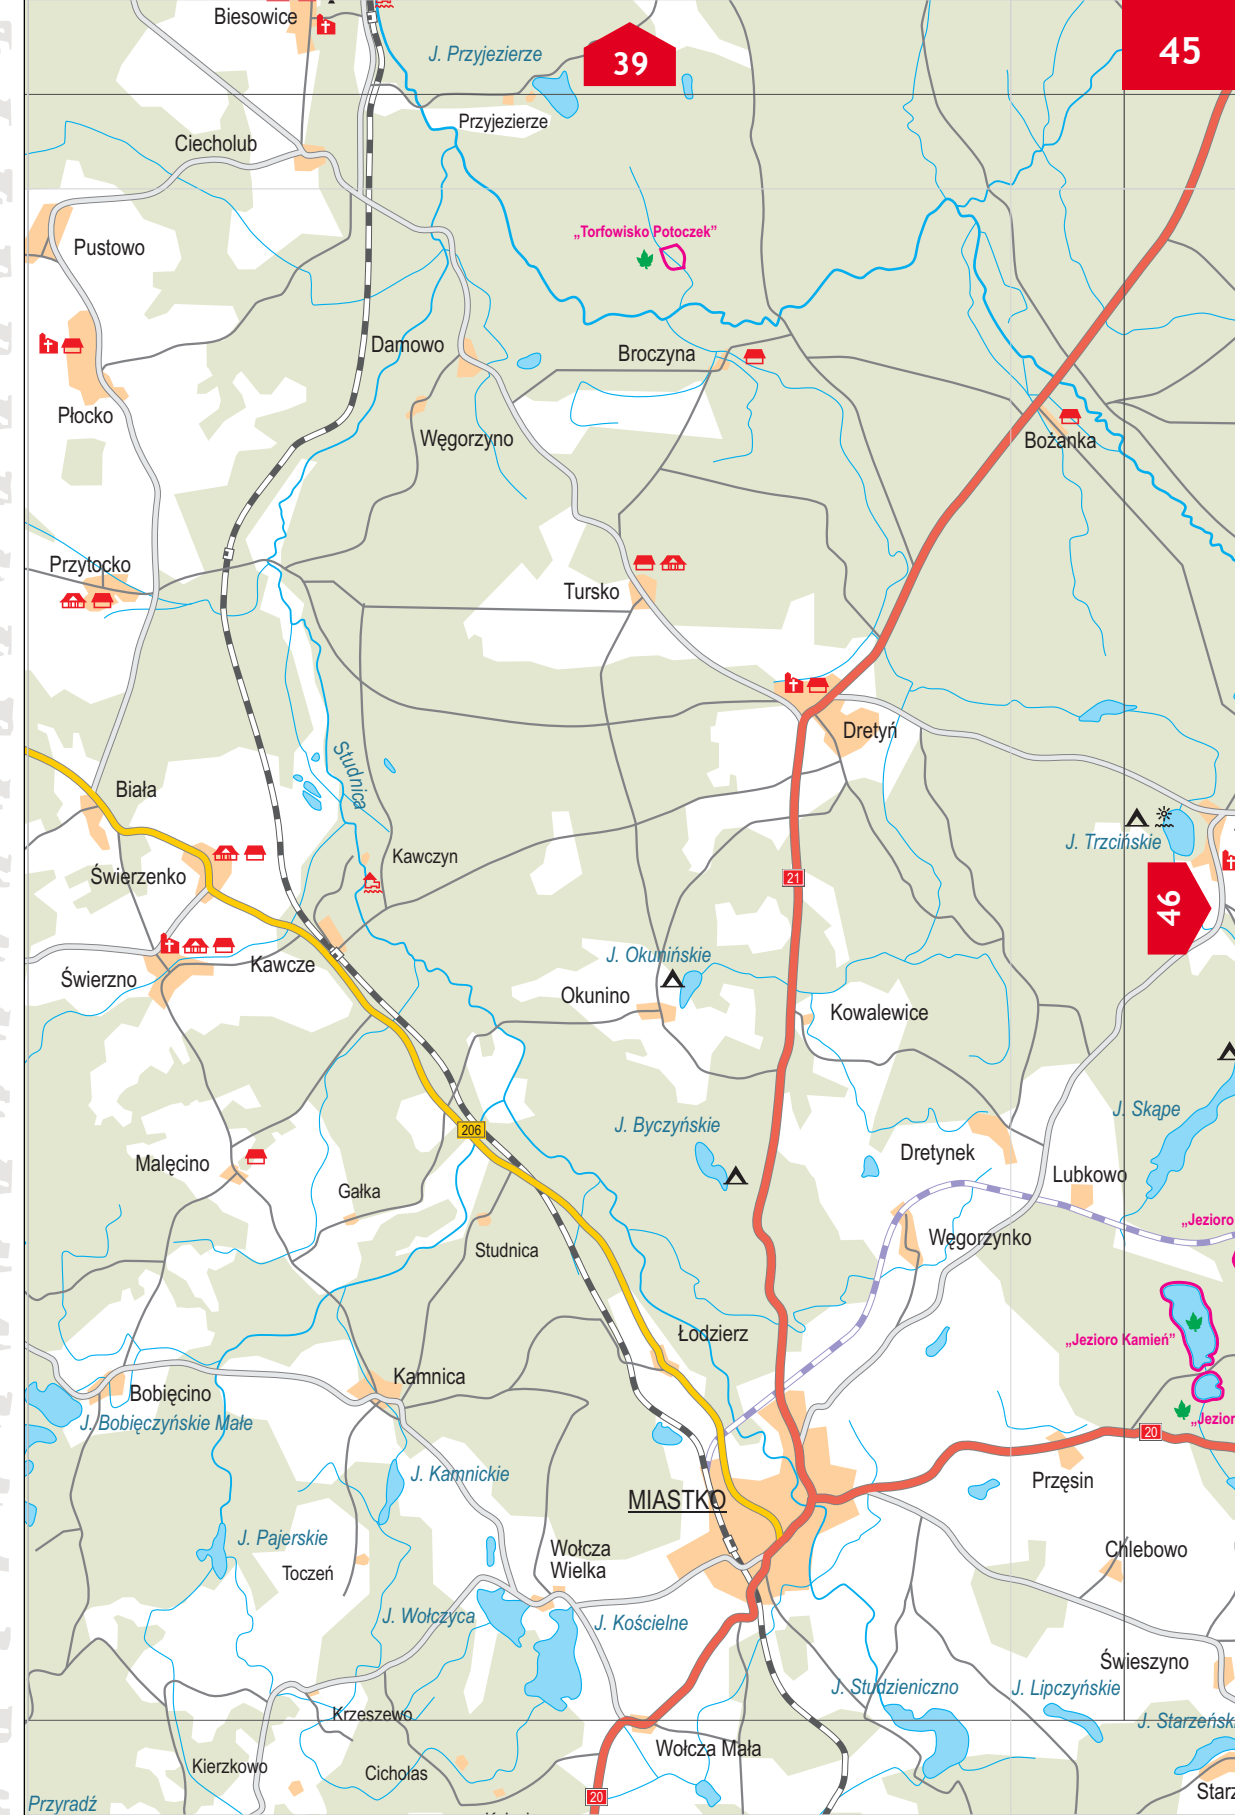 Biesowice
39
45
J. Przyjezierze
Przyjezierze
Ciecholub
„Torfowisko Potoczek”
Pustowo
Damowo
Broczyna
Płocko
Węgorzyno
Bożanka
Przytocko
Tursko
Dretyń
Studnica
Biała
J. Trzcińskie
Kawczyn
Świerzenko
21
46
J. Okunińskie
Kawcze
Świerzno
Okunino
Kowalewice
J. Skąpe
J. Byczyńskie
206
Dretynek
Malęcino
Lubkowo
Gałka
„Jezioro
Węgorzynko
Studnica
Łodzierz
„Jezioro Kamień”
Kamnica
Bobięcino
J. Bobięczyńskie Małe
„Jezior
20
J. Kamnickie
Przęsin
MIASTKO
J. Pajerskie
Wołcza
Wielka
Chlebowo
Toczeń
J. Wołczyca
J. Kościelne
Świeszyno
J. Studzieniczno
J. Lipczyńskie
Krzeszewo
J. Starzeńsk
Wołcza Mała
Kierzkowo
Cicholas
20
Starz
Przyradź